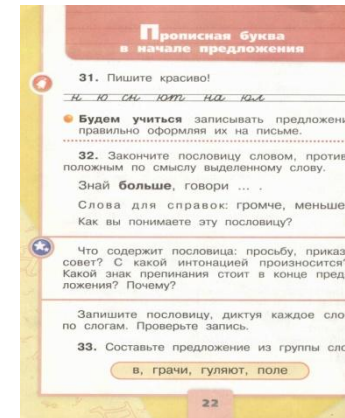 Прописная буква
в начале предложения
31. Пишите красиво!
н ю сн ют на юл
Будем учиться записывать предложени
правильно оформляя их на письме.
32. Закончите пословицу словом, против
положным по смыслу выделенному слову.
Знай больше, говори ... .
Слова для справок: громче, меньше
Как вы понимаете эту пословицу?
Что содержит пословица: просьбу, приказ
совет? С какой интонацией произносится?
Какой знак препинания стоит в конце пред
ложения? Почему?
Запишите пословицу, диктуя каждое сло
по слогам. Проверьте запись.
33. Составьте предложение из группы сло
в, грачи, гуляют, поле
22